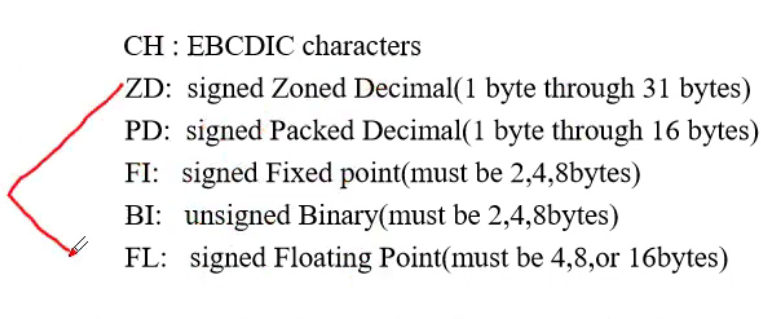 CH : EBCDIC characters
ZD: signed Zoned Decimal(1 byte through 31 bytes)
PD: signed Packed Decimal(1 byte through 16 bytes)
FI: signed Fixed point(must be 2,4,8bytes)
BI: unsigned Binary(must be 2,4,8bytes)
FL: signed Floating Point(must be 4,8,or 16bytes)